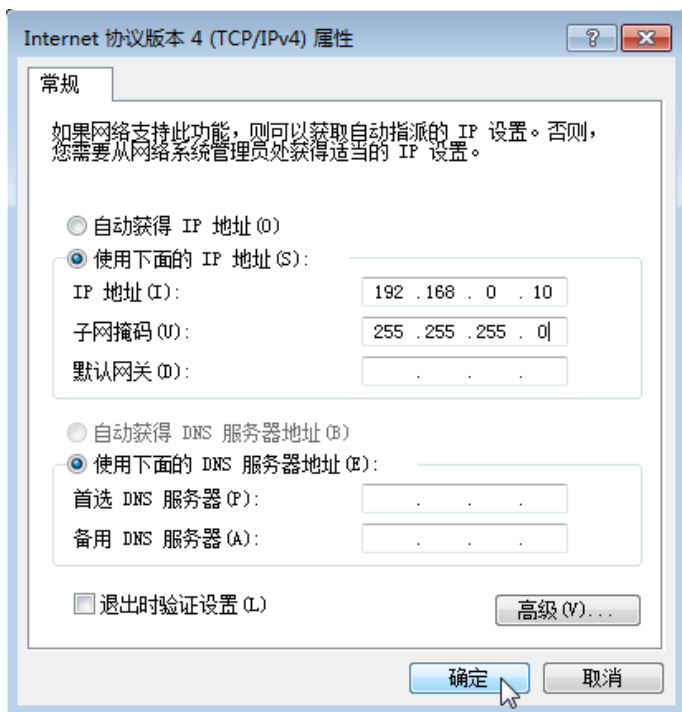 Internet 协议版本 4 (TCP/IPv4) 属性
常规
如果网络支持此功能，则可以获取自动指派的 IP 设置。否则，
您需要从网络系统管理员处获得适当的 IP 设置。
自动获得 IP 地址(O)
使用下面的 IP 地址(S):
IP 地址(I): 192 .168 . 0 . 10
子网掩码(U): 255 .255 .255 . 0
默认网关(D): . . .
自动获得 DNS 服务器地址(B)
使用下面的 DNS 服务器地址(E):
首选 DNS 服务器(P): . . .
备用 DNS 服务器(A): . . .
退出时验证设置(L)
高级(V)...
确定 取消